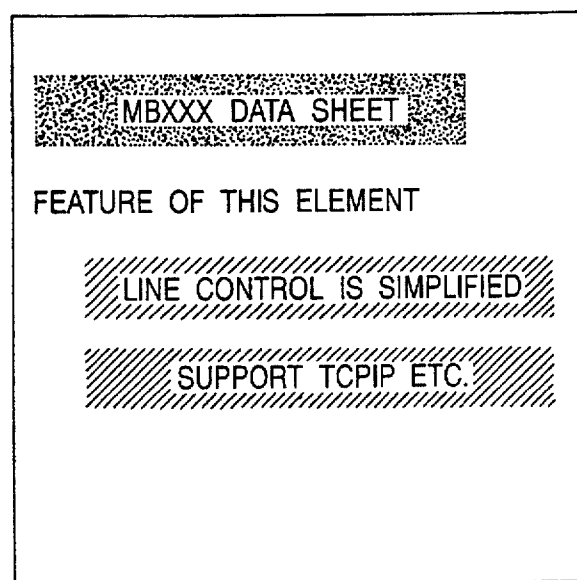 MBXXX DATA SHEET
FEATURE OF THIS ELEMENT
LINE CONTROL IS SIMPLIFIED
SUPPORT TCPIP ETC.